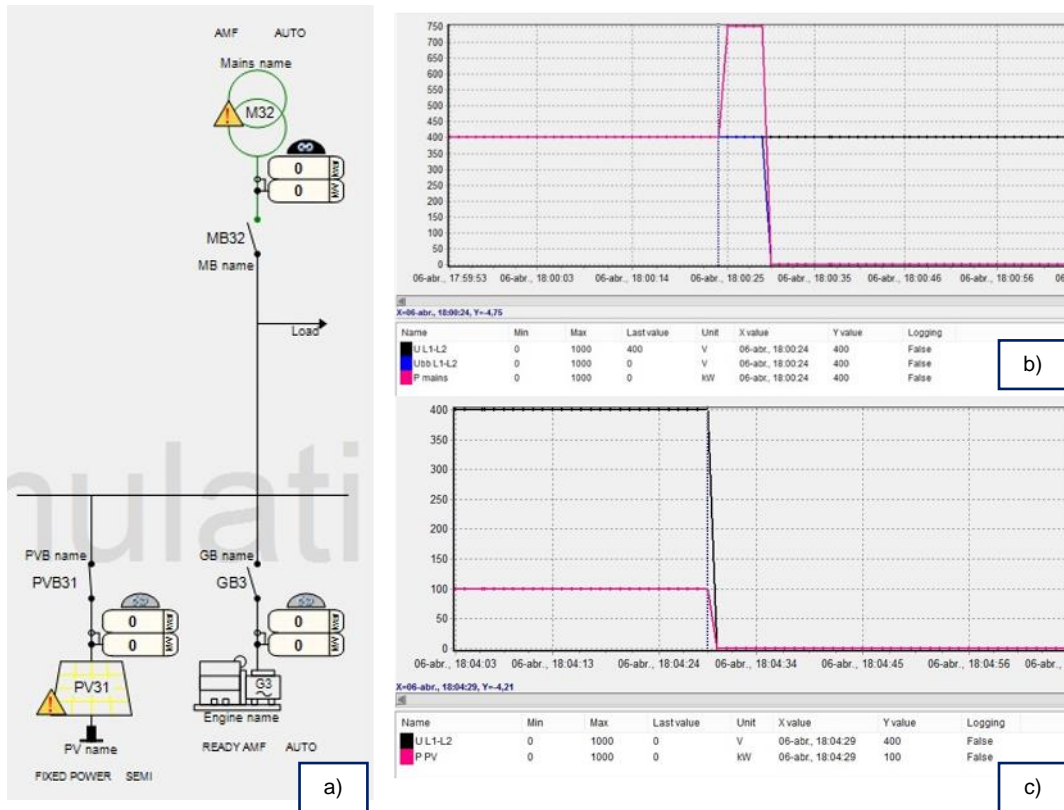 AMF AUTO
Mains name
M32
0 kvar
0 kW
MB32
MB name
Load
nulati
PVB name
PVB31
GB name
GB3
0 kvar
0 kW
0 kvar
0 kW
PV31
G3
PV name
Engine name
FIXED POWER SEMI
READY AMF AUTO
a)
750
700
650
600
550
500
450
400
350
300
250
200
150
100
50
0
06-abr., 17:59:53 06-abr., 18:00:03 06-abr., 18:00:14 06-abr., 18:00:25 06-abr., 18:00:35 06-abr., 18:00:46 06-abr., 18:00:56 06
X=06-abr., 18:00:24, Y=-4,75
Name Min Max Last value Unit X value Y value Logging
U L1-L2 0 1000 400 V 06-abr., 18:00:24 400 False
Ubb L1-L2 0 1000 0 V 06-abr., 18:00:24 400 False
P mains 0 1000 0 kW 06-abr., 18:00:24 400 False
b)
400
350
300
250
200
150
100
50
0
06-abr., 18:04:03 06-abr., 18:04:13 06-abr., 18:04:24 06-abr., 18:04:34 06-abr., 18:04:45 06-abr., 18:04:56 06-abr.,
X=06-abr., 18:04:29, Y=-4,21
Name Min Max Last value Unit X value Y value Logging
U L1-L2 0 1000 0 V 06-abr., 18:04:29 400 False
P PV 0 1000 0 kW 06-abr., 18:04:29 100 False
c)